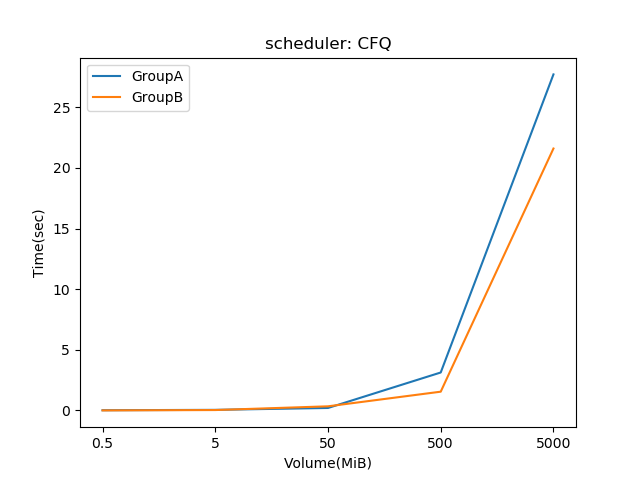 scheduler: CFQ
GroupA
GroupB
25
20
15
10
5
0
Time(sec)
0.5 5 50 500 5000
Volume(MiB)